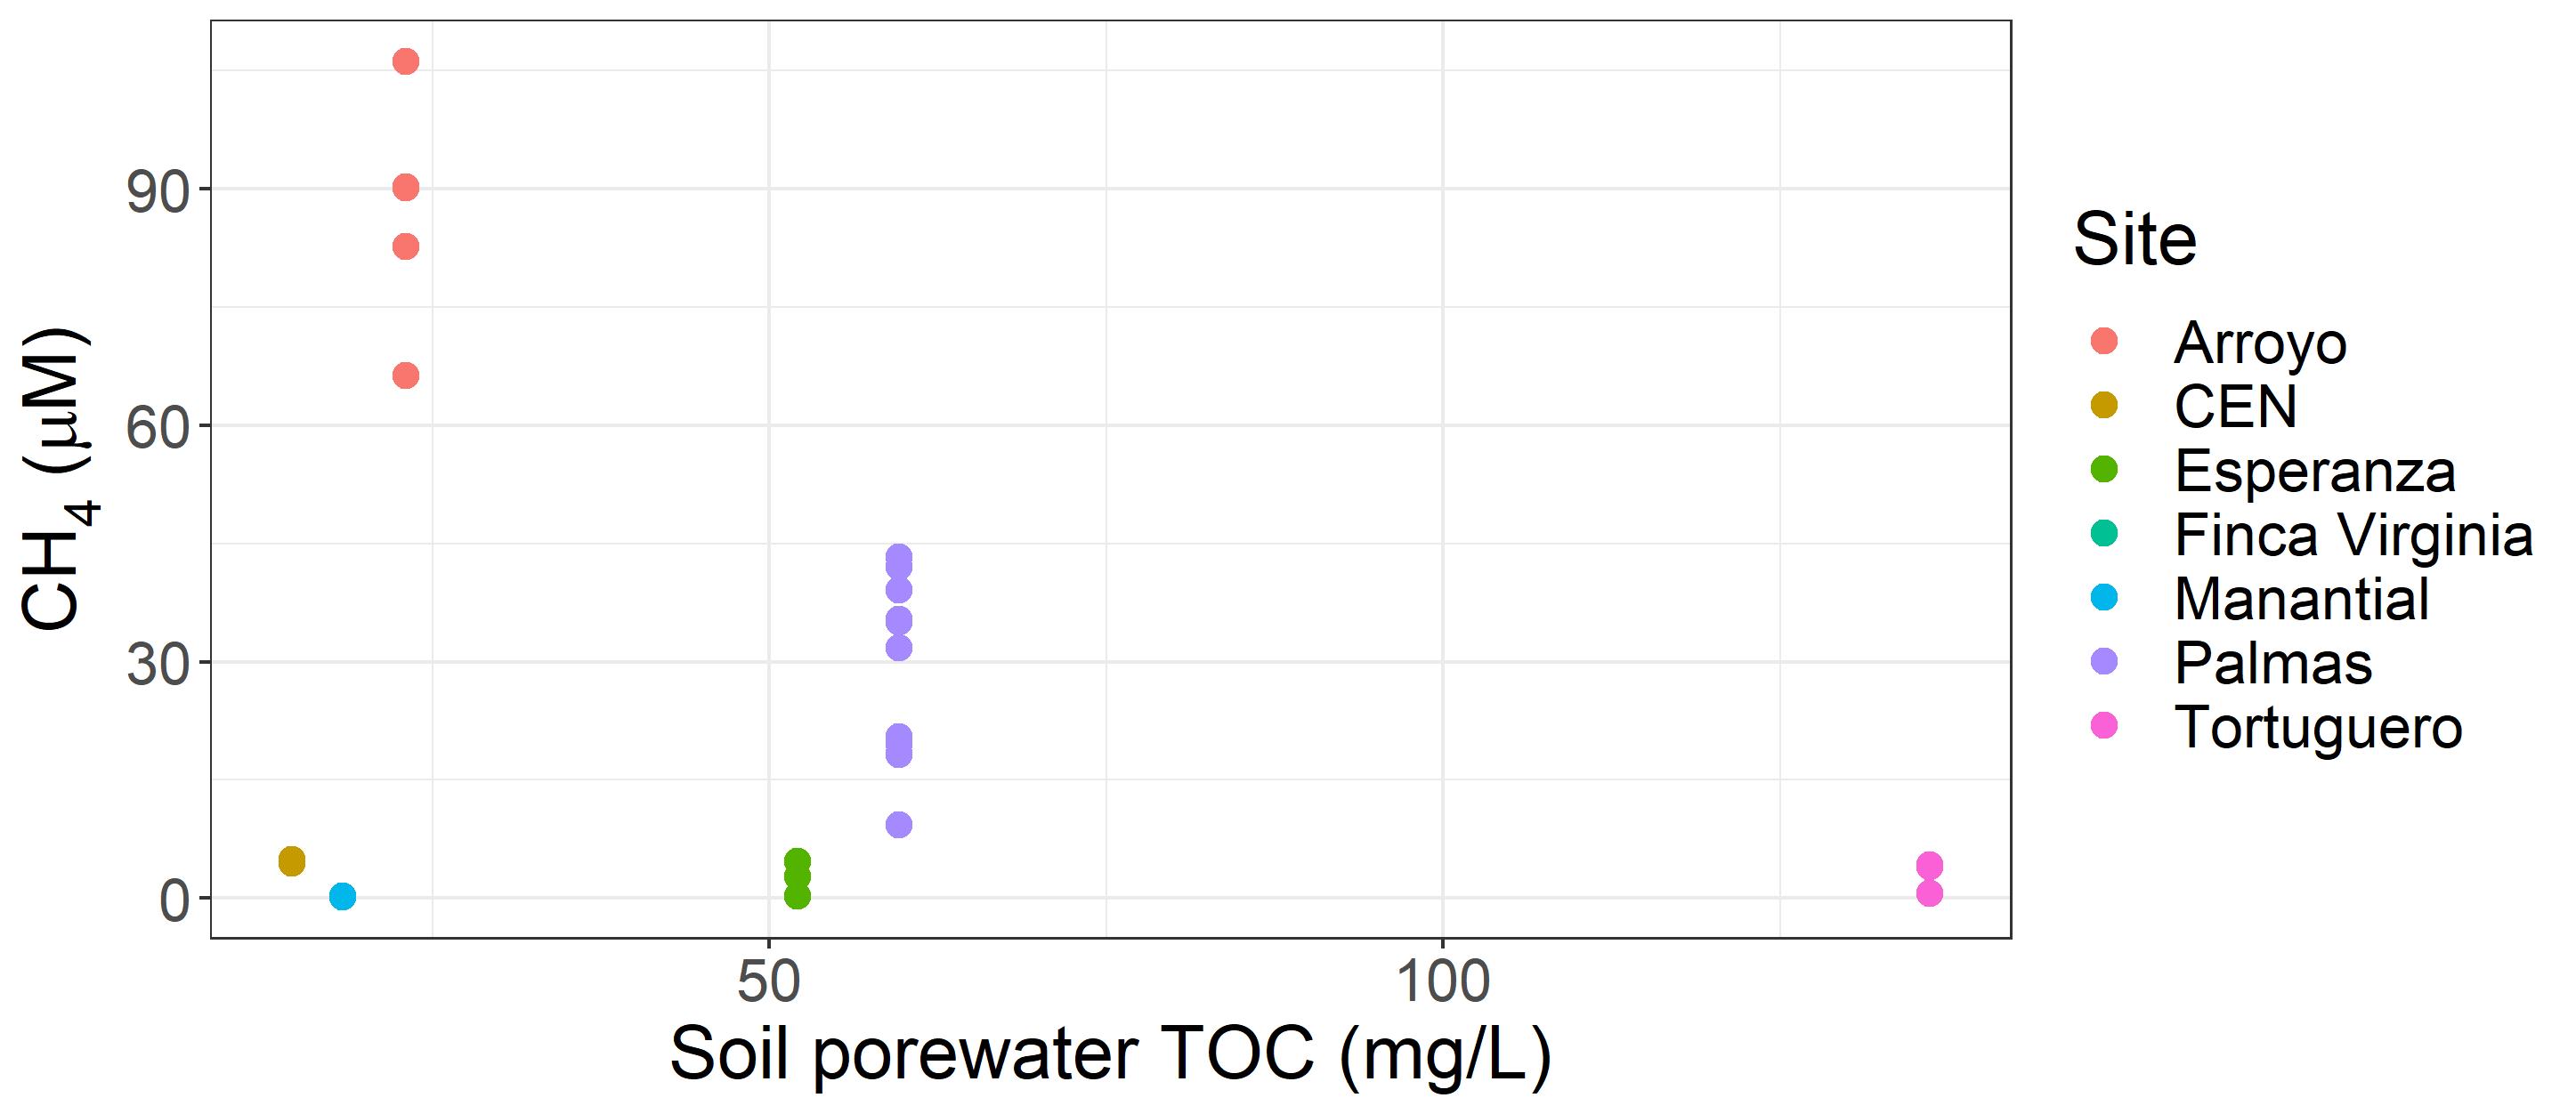 CH4 (μM)
90
60
30
0
50
100
Soil porewater TOC (mg/L)
Site
Arroyo
CEN
Esperanza
Finca Virginia
Manantial
Palmas
Tortuguero